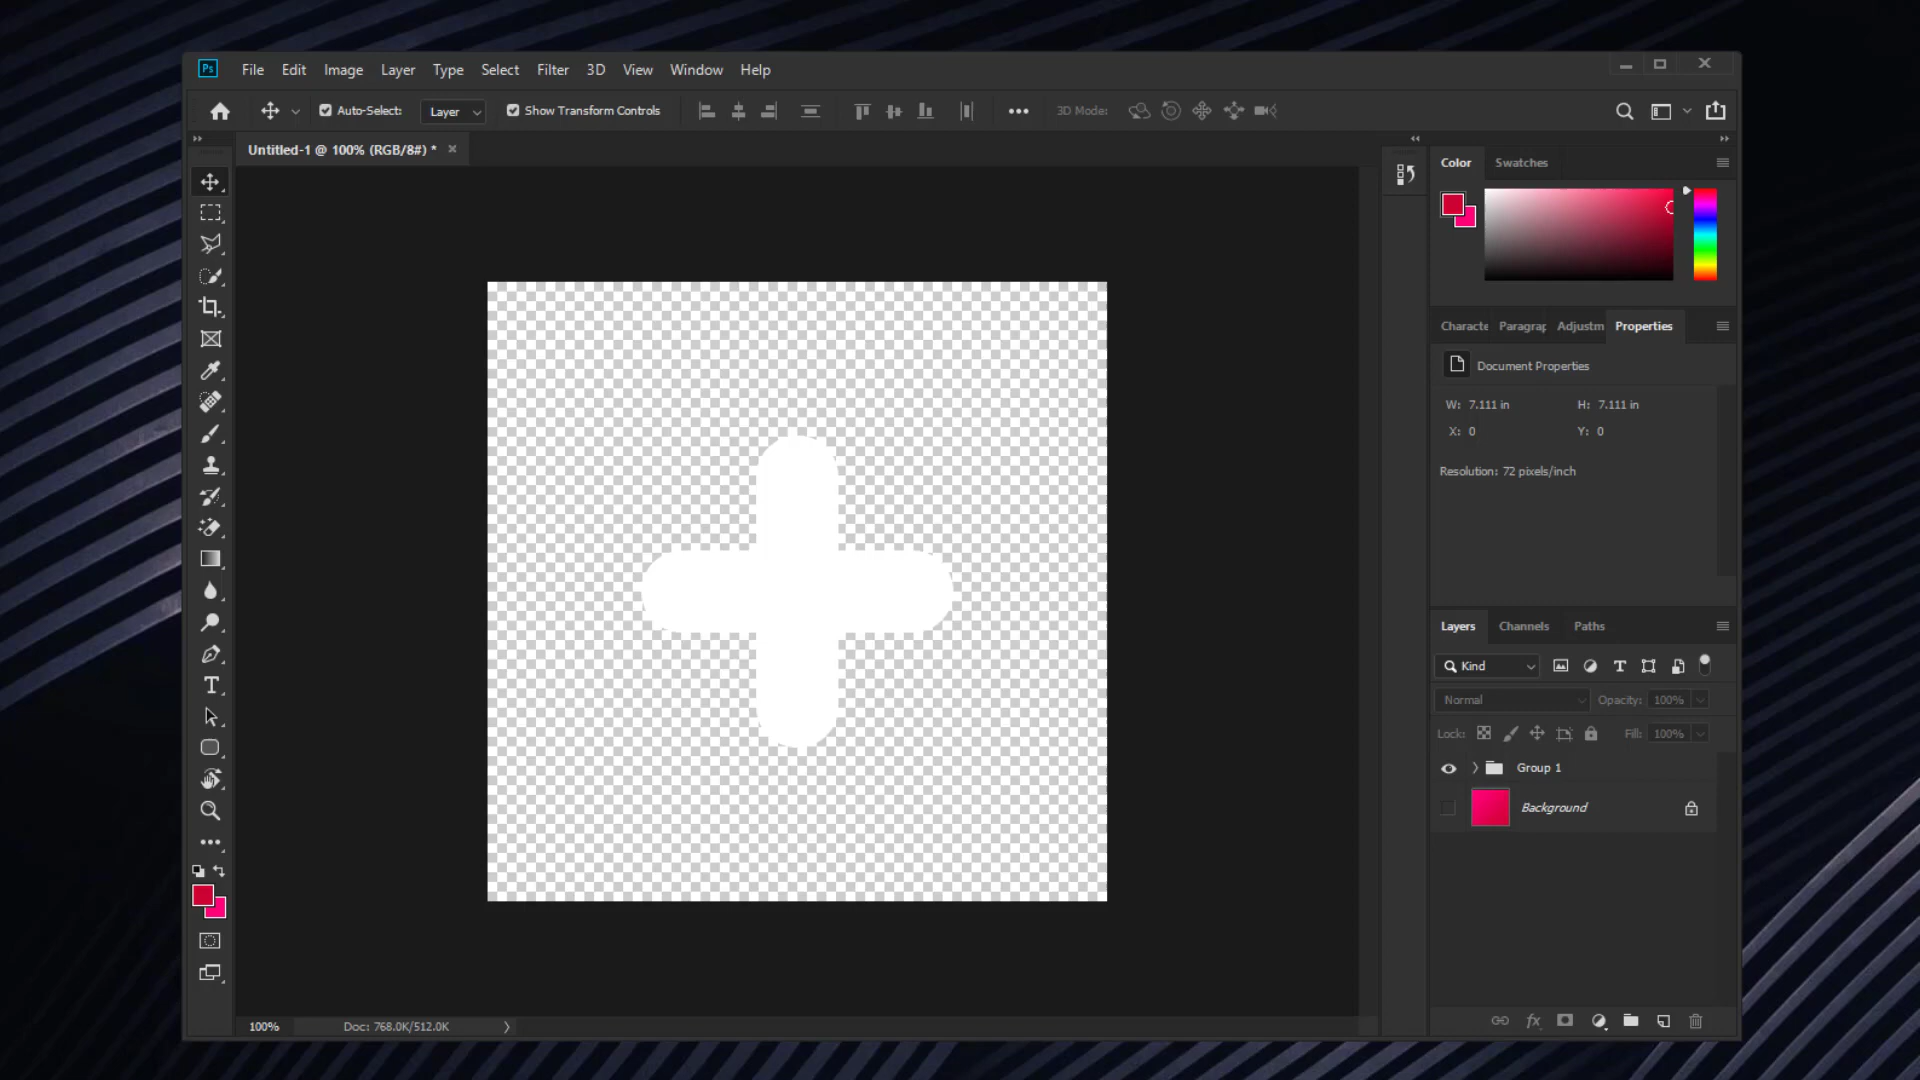 Ps File Edit Image Layer Type Select Filter 3D View Window Help
Auto-Select: Layer Show Transform Controls 3D Mode:
Untitled-1 @ 100% (RGB/8#) *
Color Swatches
Characte Paragrap Adjustm Properties
Document Properties
W: 7.111 in H: 7.111 in
X: 0 Y: 0
Resolution: 72 pixels/inch
Layers Channels Paths
Kind
Normal Opacity: 100%
Lock: Fill: 100%
Group 1
Background
fx
100% Doc: 768.0K/512.0K